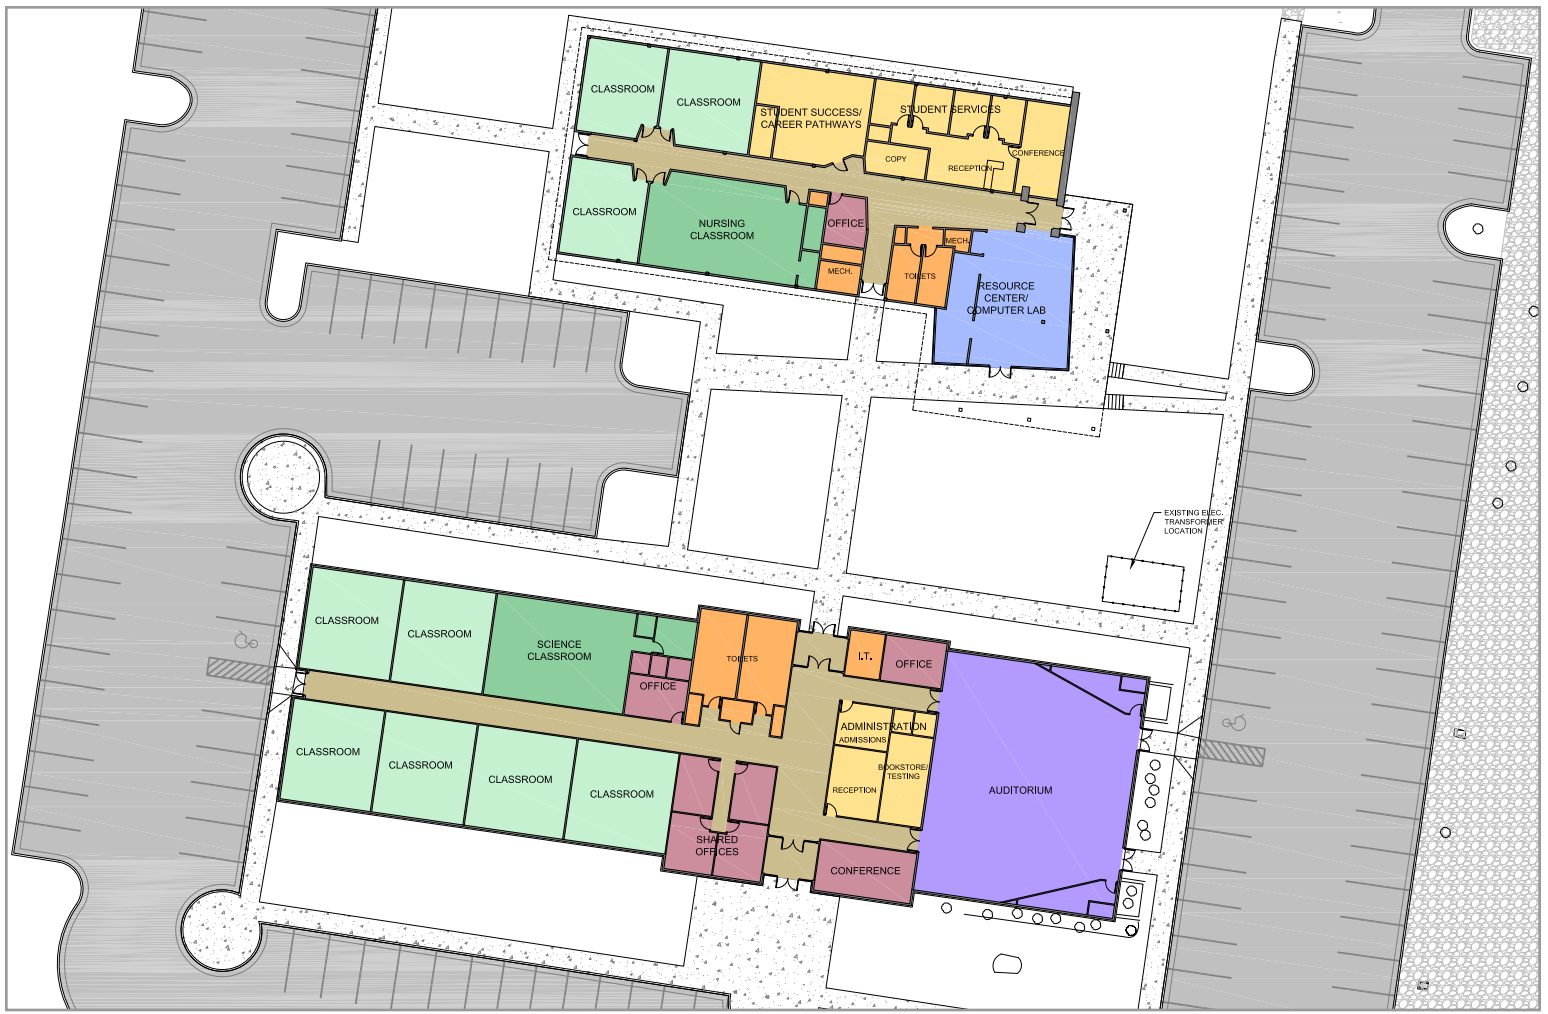 CLASSROOM
CLASSROOM
STUDENT SUCCESS/
CAREER PATHWAYS
STUDENT SERVICES
COPY
RECEPTION
CONFERENCE
CLASSROOM
NURSING
CLASSROOM
OFFICE
MECH.
MECH.
TOILETS
RESOURCE
CENTER/
COMPUTER LAB
EXISTING ELEC.
TRANSFORMER
LOCATION
CLASSROOM
CLASSROOM
SCIENCE
CLASSROOM
OFFICE
TOILETS
I.T.
OFFICE
ADMINISTRATION
ADMISSIONS
BOOKSTORE/
TESTING
RECEPTION
AUDITORIUM
CLASSROOM
CLASSROOM
CLASSROOM
CLASSROOM
SHARED
OFFICES
CONFERENCE